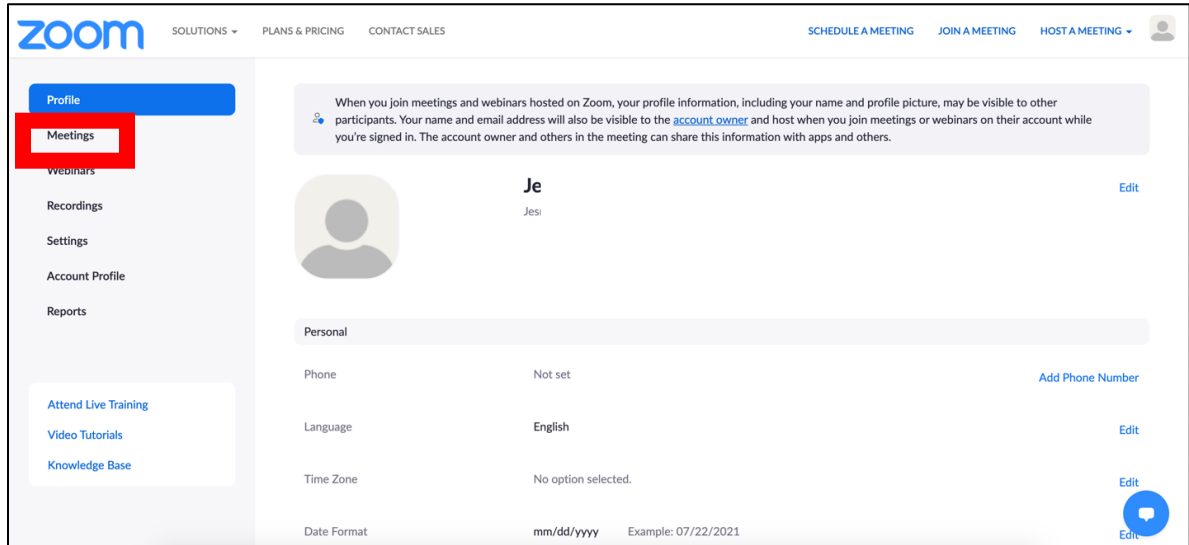 zoom
SOLUTIONS
PLANS & PRICING
CONTACT SALES
SCHEDULE A MEETING
JOIN A MEETING
HOST A MEETING
Profile
Meetings
Webinars
Recordings
Settings
Account Profile
Reports
Attend Live Training
Video Tutorials
Knowledge Base
When you join meetings and webinars hosted on Zoom, your profile information, including your name and profile picture, may be visible to other
participants. Your name and email address will also be visible to the account owner and host when you join meetings or webinars on their account while
you're signed in. The account owner and others in the meeting can share this information with apps and others.
Je
Edit
Jes
Personal
Phone Not set Add Phone Number
Language English Edit
Time Zone No option selected. Edit
Date Format mm/dd/yyyy Example: 07/22/2021 Edit